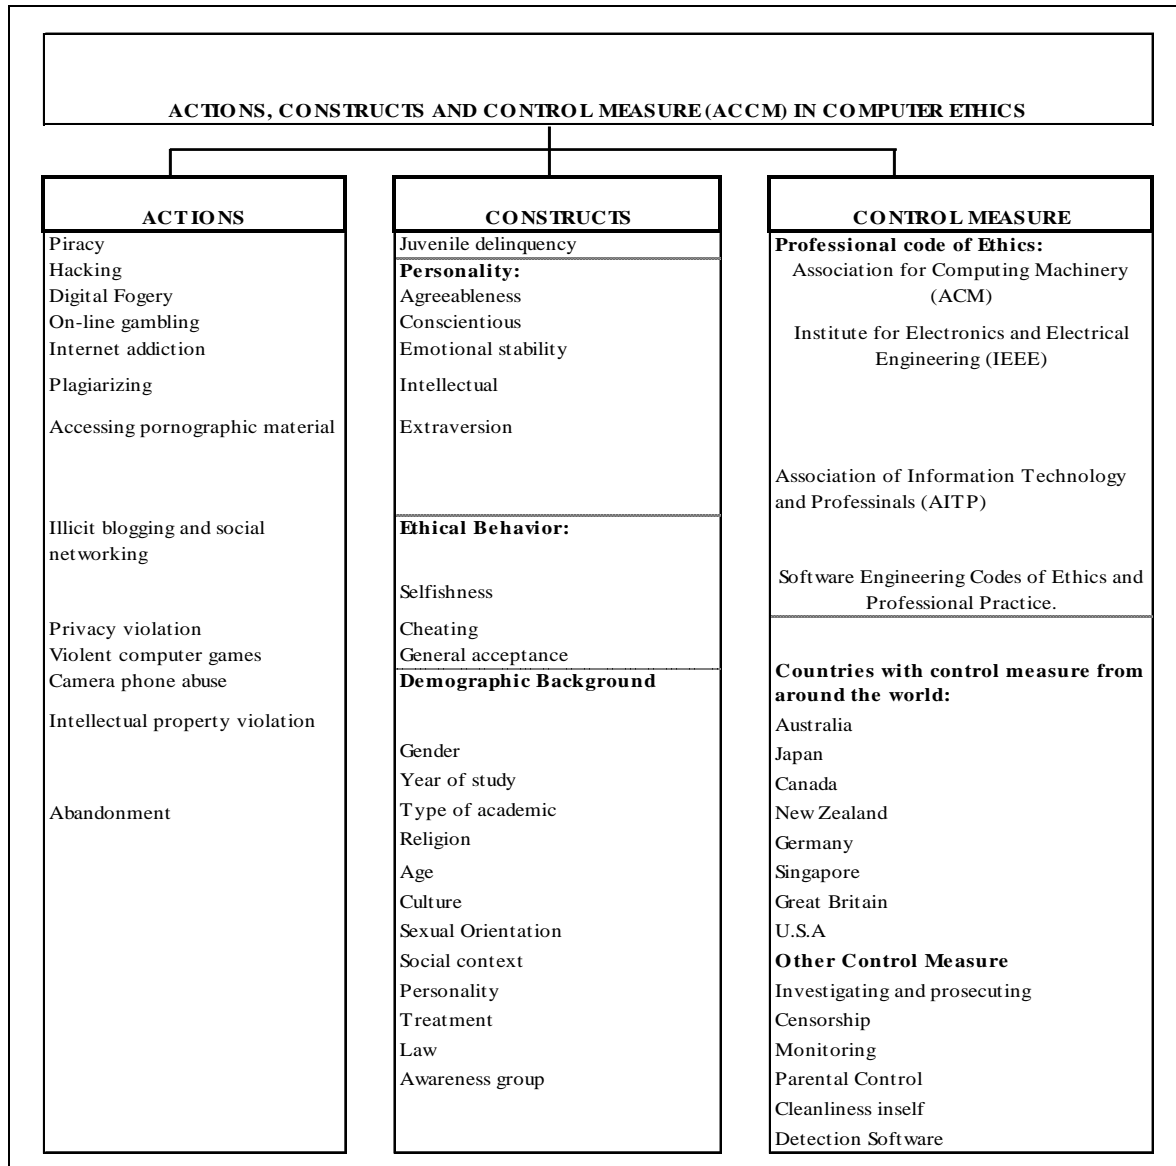 ACTIONS, CONSTRUCTS AND CONTROL MEASURE (ACCM) IN COMPUTER ETHICS
ACTIONS
Piracy
Hacking
Digital Fogery
On-line gambling
Internet addiction
Plagiarizing
Accessing pornographic material
Illicit blogging and social
networking
Privacy violation
Violent computer games
Camera phone abuse
Intellectual property violation
Abandonment
CONSTRUCTS
Juvenile delinquency
Personality:
Agreeableness
Conscientious
Emotional stability
Intellectual
Extraversion
Ethical Behavior:
Selfishness
Cheating
General acceptance
Demographic Background
Gender
Year of study
Type of academic
Religion
Age
Culture
Sexual Orientation
Social context
Personality
Treatment
Law
Awareness group
CONTROL MEASURE
Professional code of Ethics:
Association for Computing Machinery
(ACM)
Institute for Electronics and Electrical
Engineering (IEEE)
Association of Information Technology
and Professinals (AITP)
Software Engineering Codes of Ethics and
Professional Practice.
Countries with control measure from
around the world:
Australia
Japan
Canada
New Zealand
Germany
Singapore
Great Britain
U.S.A
Other Control Measure
Investigating and prosecuting
Censorship
Monitoring
Parental Control
Cleanliness inself
Detection Software